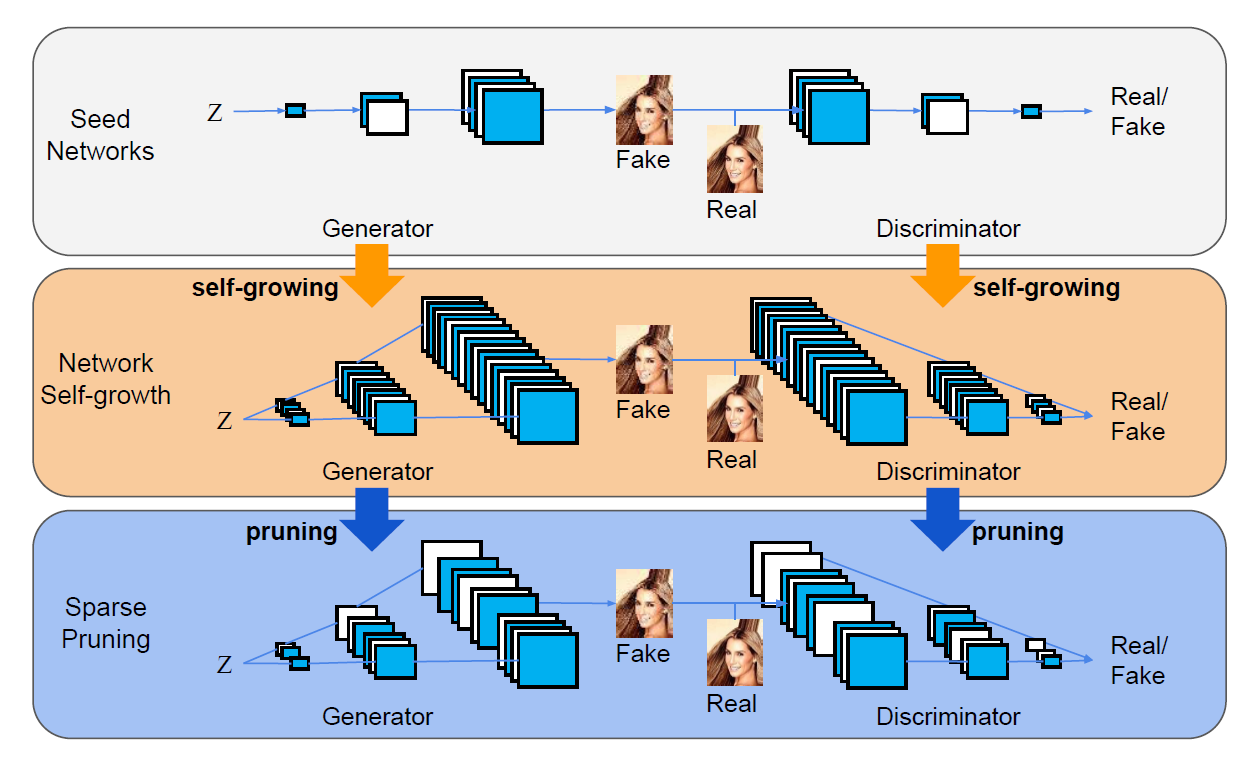 Seed
Networks
Z
Fake
Real
Real/
Fake
Generator
Discriminator
self-growing
self-growing
Network
Self-growth
Z
Fake
Real
Real/
Fake
Generator
Discriminator
pruning
pruning
Sparse
Pruning
Z
Fake
Real
Real/
Fake
Generator
Discriminator